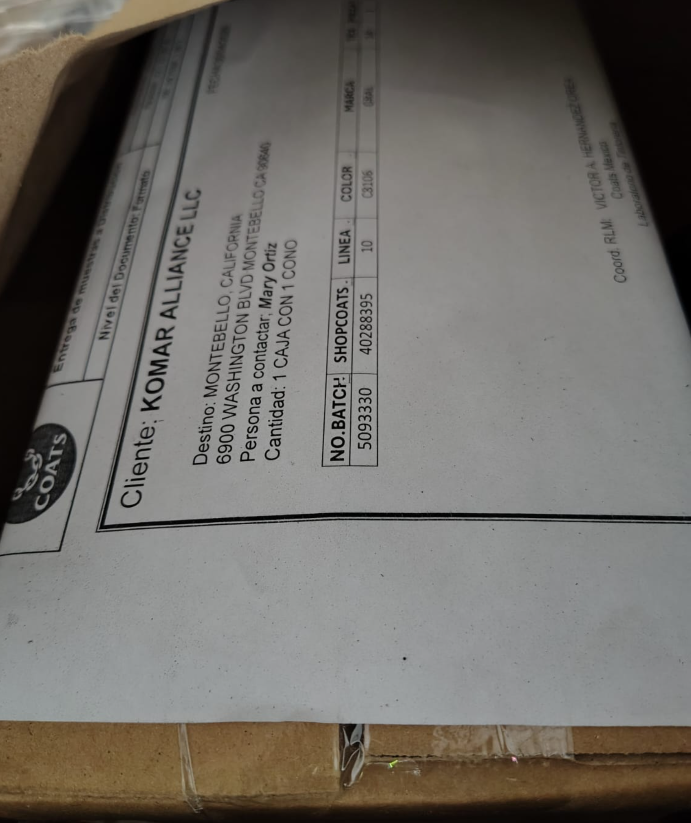 COATS
Entrega de muestras a
Nivel del Documento: Formato
Cliente; KOMAR ALLIANCE LLC
Destino: MONTEBELLO, CALIFORNIA
6900 WASHINGTON BLVD MONTEBELLO CA 90640
Persona a contactar; Mary Ortiz
Cantidad: 1 CAJA CON 1 CONO
NO.BATCH SHOPCOATS. LINEA . COLOR MARCA
5093330 40288395 10 C3106 GRAL
Coord RLM: VICTOR A. HERNANDEZ
Coats Mexico
Laboratorio de